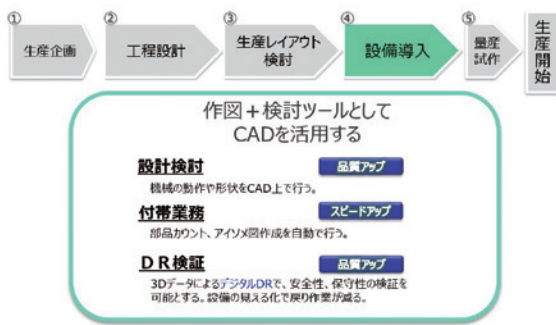 ①
生産企画
②
工程設計
③
生産レイアウト
検討
④
設備導入
⑤
量産
試作
生産開始
作図+検討ツールとして
CADを活用する
設計検討
品質アップ
機械の動作や形状をCAD上で行う。
付帯業務
スピードアップ
部品カウント、アイソメ図作成を自動で行う。
DR検証
品質アップ
3DデータによるデジタルDRで、安全性、保守性の検証を
可能とする。設備の見える化で戻り作業が減る。